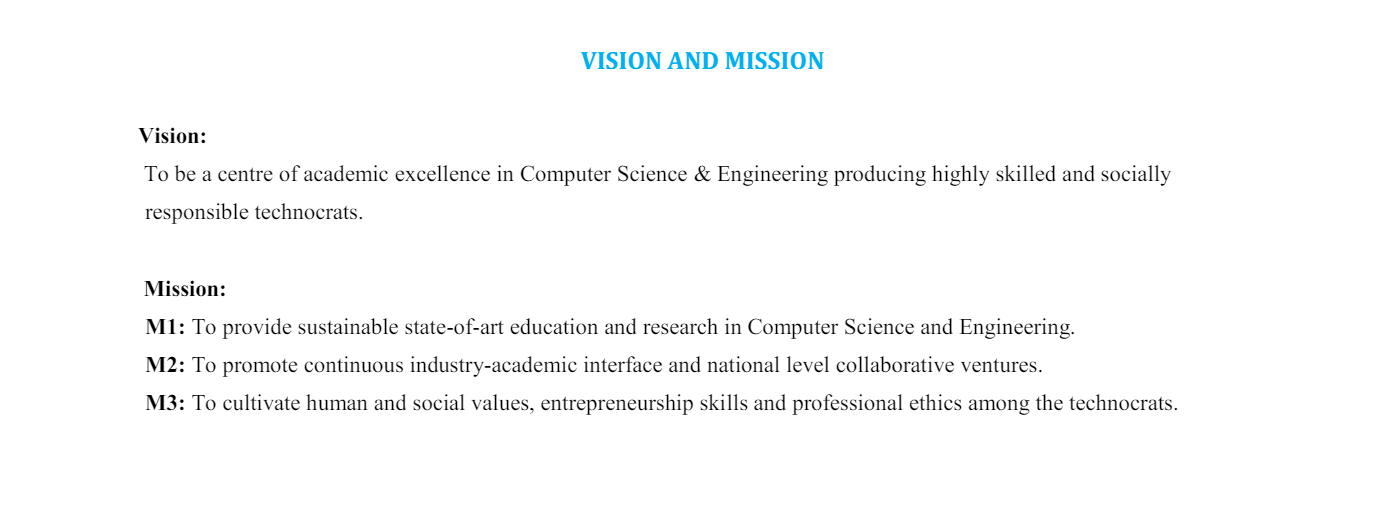 VISION AND MISSION
Vision:
To be a centre of academic excellence in Computer Science & Engineering producing highly skilled and socially
responsible technocrats.
Mission:
M1: To provide sustainable state-of-art education and research in Computer Science and Engineering.
M2: To promote continuous industry-academic interface and national level collaborative ventures.
M3: To cultivate human and social values, entrepreneurship skills and professional ethics among the technocrats.